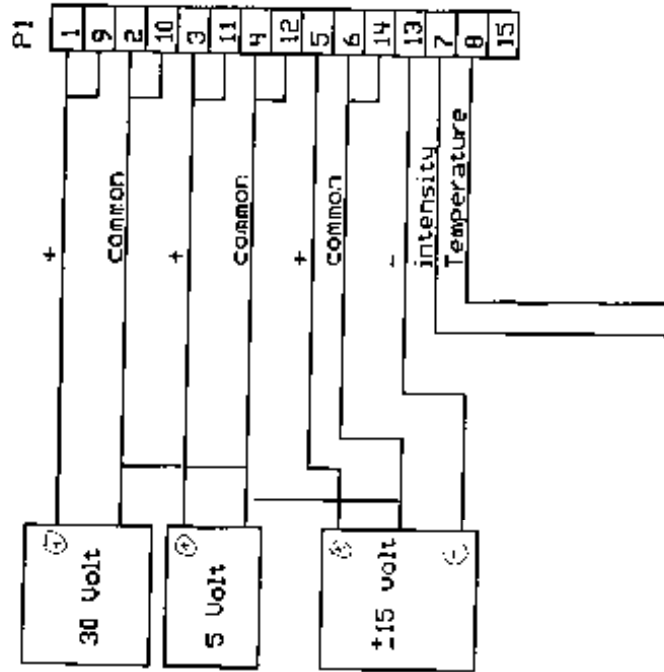 P1
1
9
2
10
3
11
4
12
5
6
14
13
7
8
15
+
common
+
common
+
common
-
intensity
Temperature
30 Volt
+
5 Volt
+
±15 volt
+
-